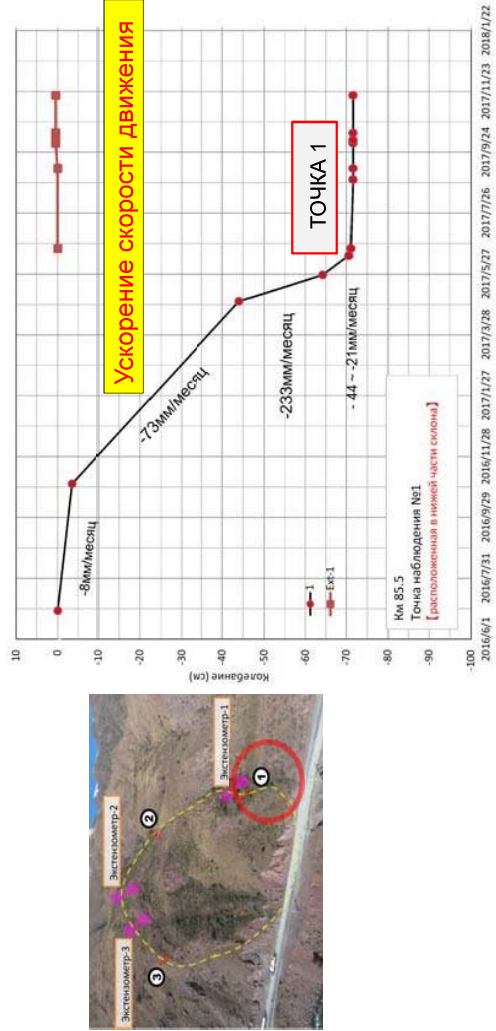 Ускорение скорости движения
ТОЧКА 1
10
0
-10
-20
-30
-40
-50
-60
-70
-80
-90
-100
Колебание (см)
-8мм/месяц
-73мм/месяц
-233мм/месяц
- 44 ~ -21мм/месяц
1
Ext-1
Км 85.5
Точка наблюдения №1
【расположенная в нижней части склона】
2016/6/1
2016/7/31
2016/9/29
2016/11/28
2017/1/27
2017/3/28
2017/5/27
2017/7/26
2017/9/24
2017/11/23
2018/1/22
Экстензометр-3
Экстензометр-2
Экстензометр-1
3
2
1